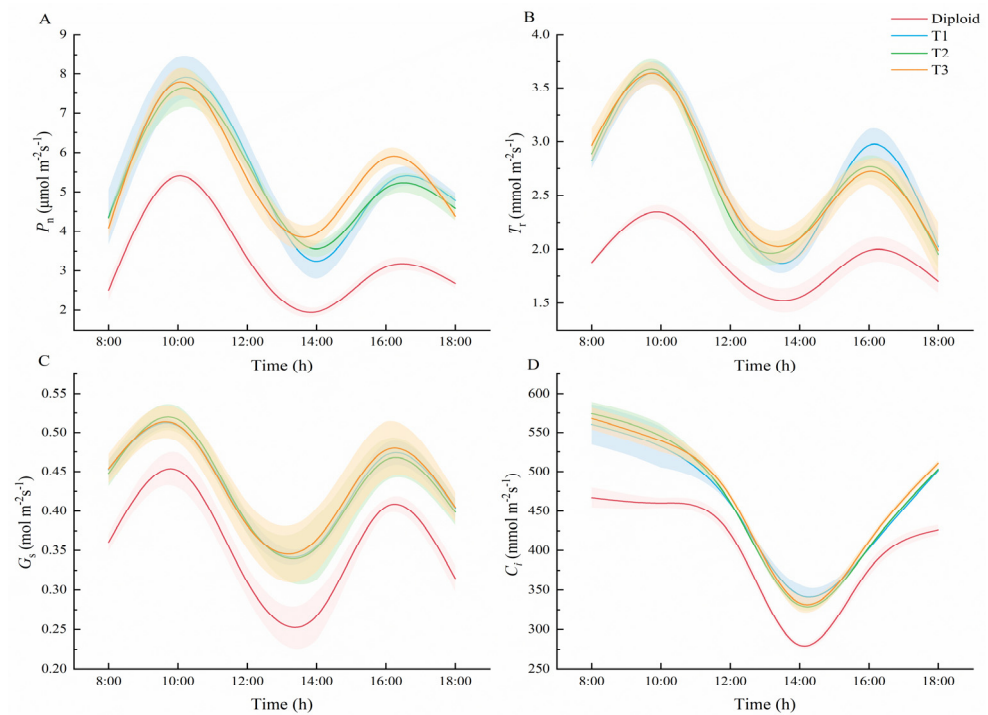 A
Pn (μmol m-2s-1)
9
8
7
6
5
4
3
2
8:00 10:00 12:00 14:00 16:00 18:00
Time (h)
B
Diploid
T1
T2
T3
Tr (mmol m-2s-1)
4.0
3.5
3.0
2.5
2.0
1.5
8:00 10:00 12:00 14:00 16:00 18:00
Time (h)
C
Gs (mol m-2s-1)
0.55
0.50
0.45
0.40
0.35
0.30
0.25
0.20
8:00 10:00 12:00 14:00 16:00 18:00
Time (h)
D
Ci (mmol m-2s-1)
600
550
500
450
400
350
300
250
8:00 10:00 12:00 14:00 16:00 18:00
Time (h)